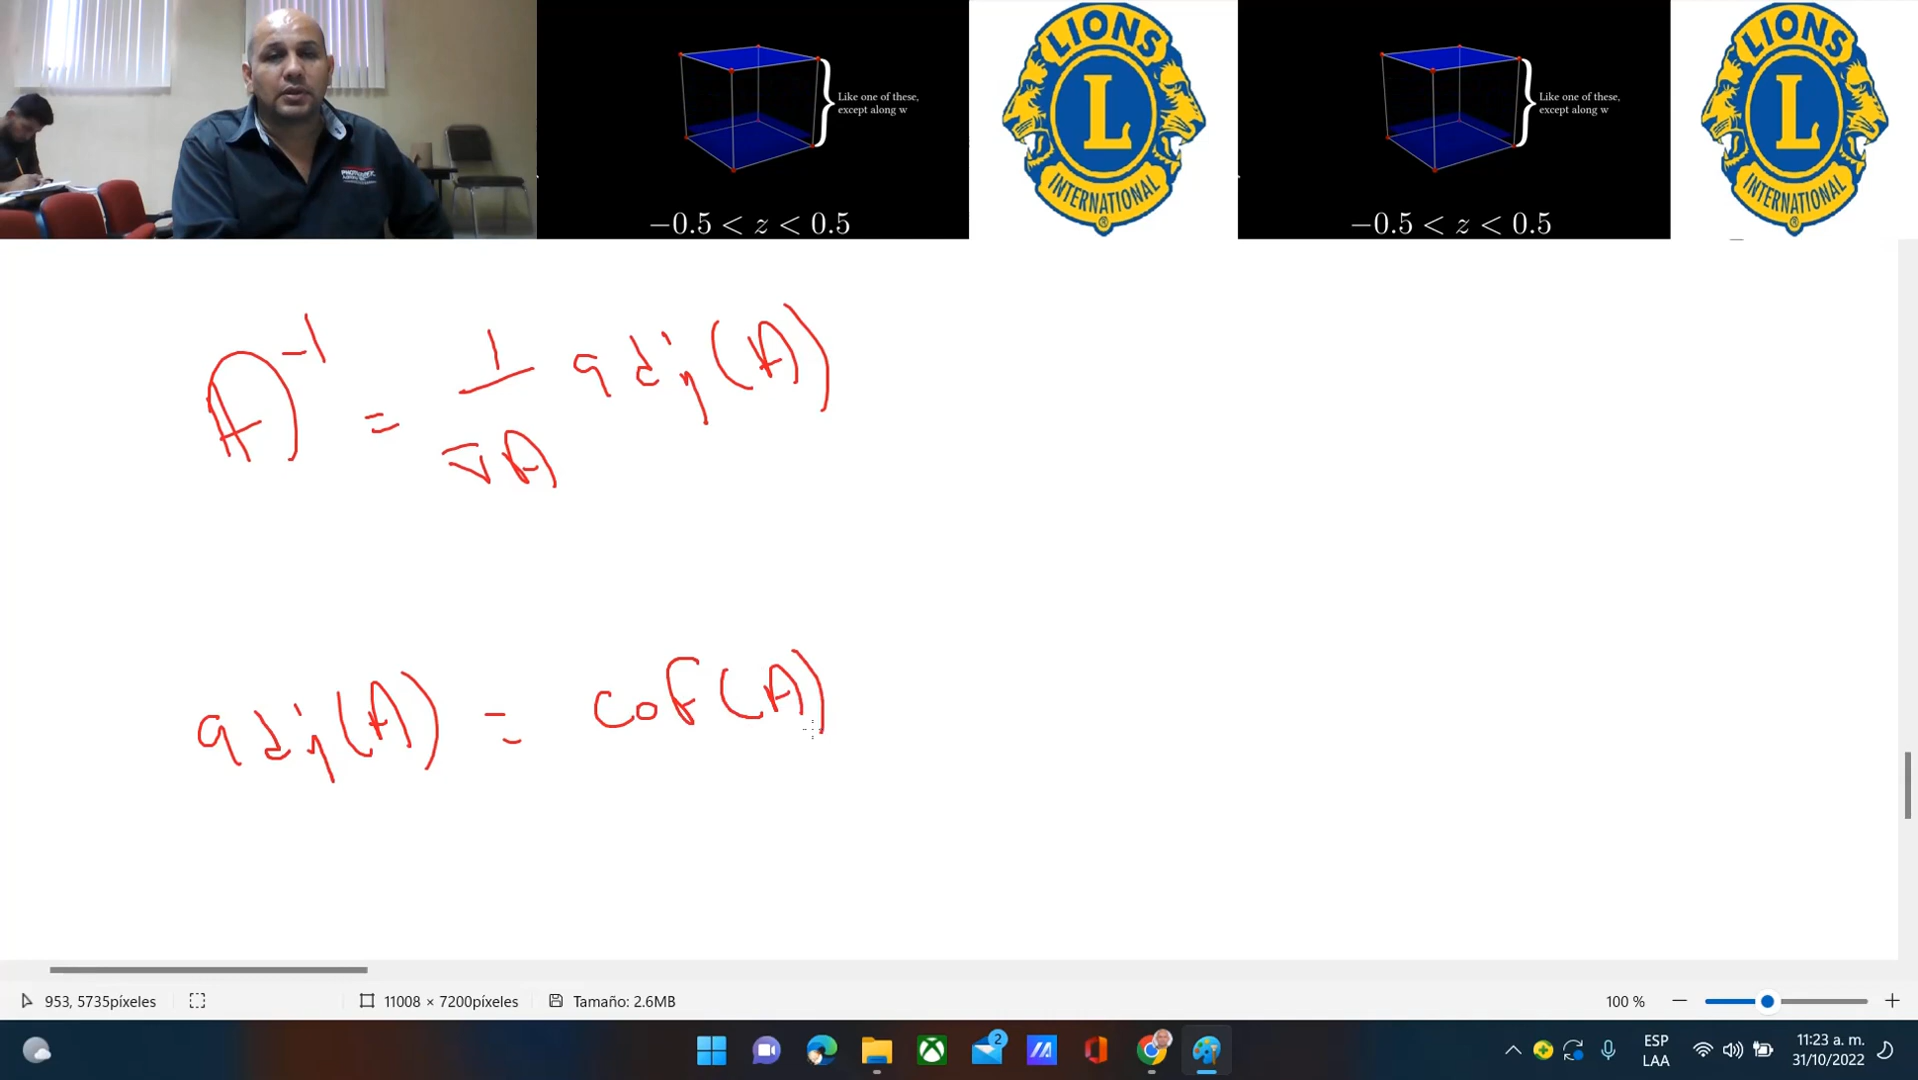 Like one of these,
except along w
−0.5 < z < 0.5
LIONS
L
INTERNATIONAL
®
Like one of these,
except along w
−0.5 < z < 0.5
LIONS
L
INTERNATIONAL
®
A⁻¹ = 1/∇A adj(A)
adj(A) = cof(A)
953, 5735píxeles
11008 × 7200píxeles
Tamaño: 2.6MB
100 %
2
ESP
LAA
11:23 a. m.
31/10/2022